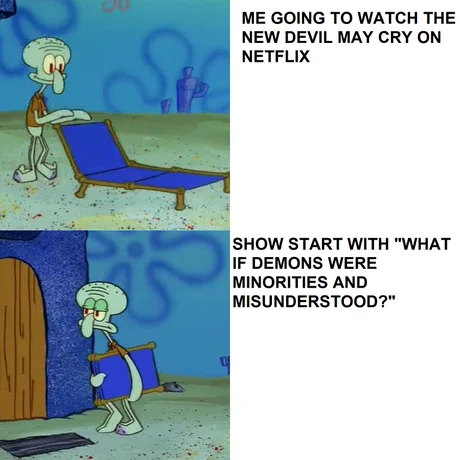 ME GOING TO WATCH THE
NEW DEVIL MAY CRY ON
NETFLIX
SHOW START WITH "WHAT
IF DEMONS WERE
MINORITIES AND
MISUNDERSTOOD?"